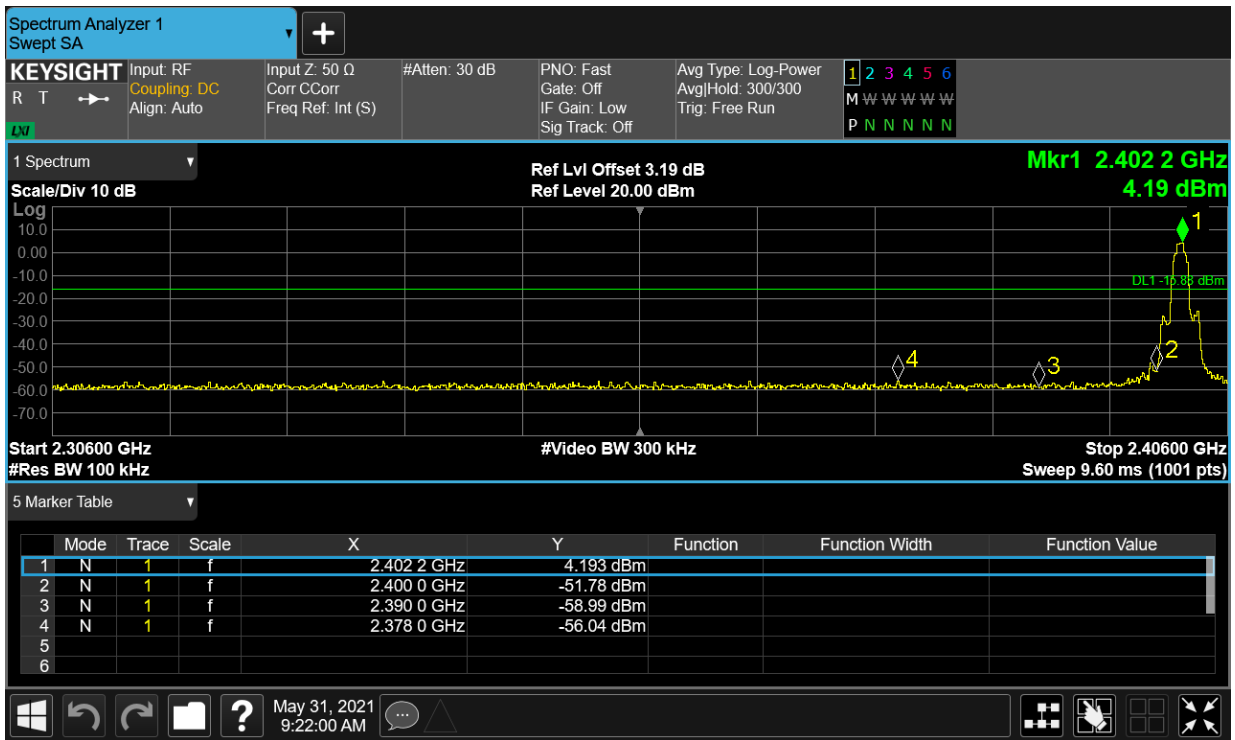 Spectrum Analyzer 1
Swept SA
KEYSIGHT
R T
LXI
Input: RF
Coupling: DC
Align: Auto
Input Z: 50 Ω
Corr CCorr
Freq Ref: Int (S)
#Atten: 30 dB
PNO: Fast
Gate: Off
IF Gain: Low
Sig Track: Off
Avg Type: Log-Power
Avg|Hold: 300/300
Trig: Free Run
1 2 3 4 5 6
M W W W W W
P N N N N N
1 Spectrum
Scale/Div 10 dB
Ref Lvl Offset 3.19 dB
Ref Level 20.00 dBm
Mkr1 2.402 2 GHz
4.19 dBm
Log
10.0
0.00
-10.0
-20.0
-30.0
-40.0
-50.0
-60.0
-70.0
1
DL1 -15.83 dBm
2
3
4
Start 2.30600 GHz
#Res BW 100 kHz
#Video BW 300 kHz
Stop 2.40600 GHz
Sweep 9.60 ms (1001 pts)
5 Marker Table
Mode Trace Scale X Y Function Function Width Function Value
1 N 1 f 2.402 2 GHz 4.193 dBm
2 N 1 f 2.400 0 GHz -51.78 dBm
3 N 1 f 2.390 0 GHz -58.99 dBm
4 N 1 f 2.378 0 GHz -56.04 dBm
5
6
?
May 31, 2021
9:22:00 AM